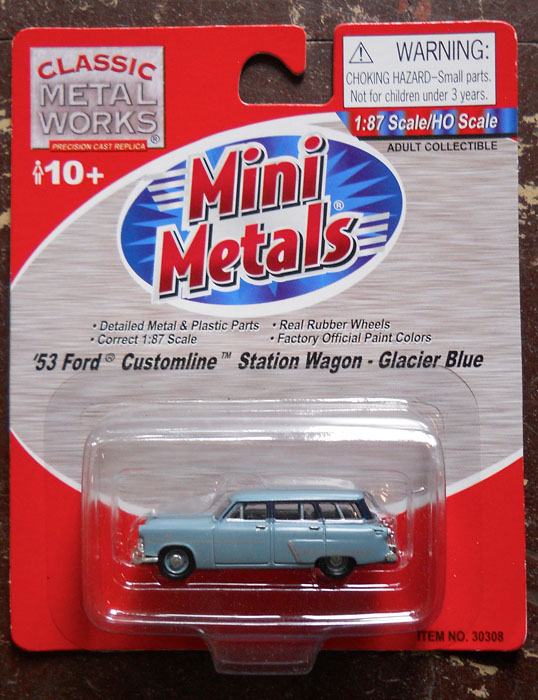 CLASSIC
METAL
WORKS®
PRECISION CAST REPLICA
10+
WARNING:
CHOKING HAZARD–Small parts.
Not for children under 3 years.
1:87 Scale/HO Scale
ADULT COLLECTIBLE
Mini
Metals®
• Detailed Metal & Plastic Parts
• Real Rubber Wheels
• Correct 1:87 Scale
• Factory Official Paint Colors
'53 Ford® Customline™ Station Wagon - Glacier Blue
ITEM NO. 30308